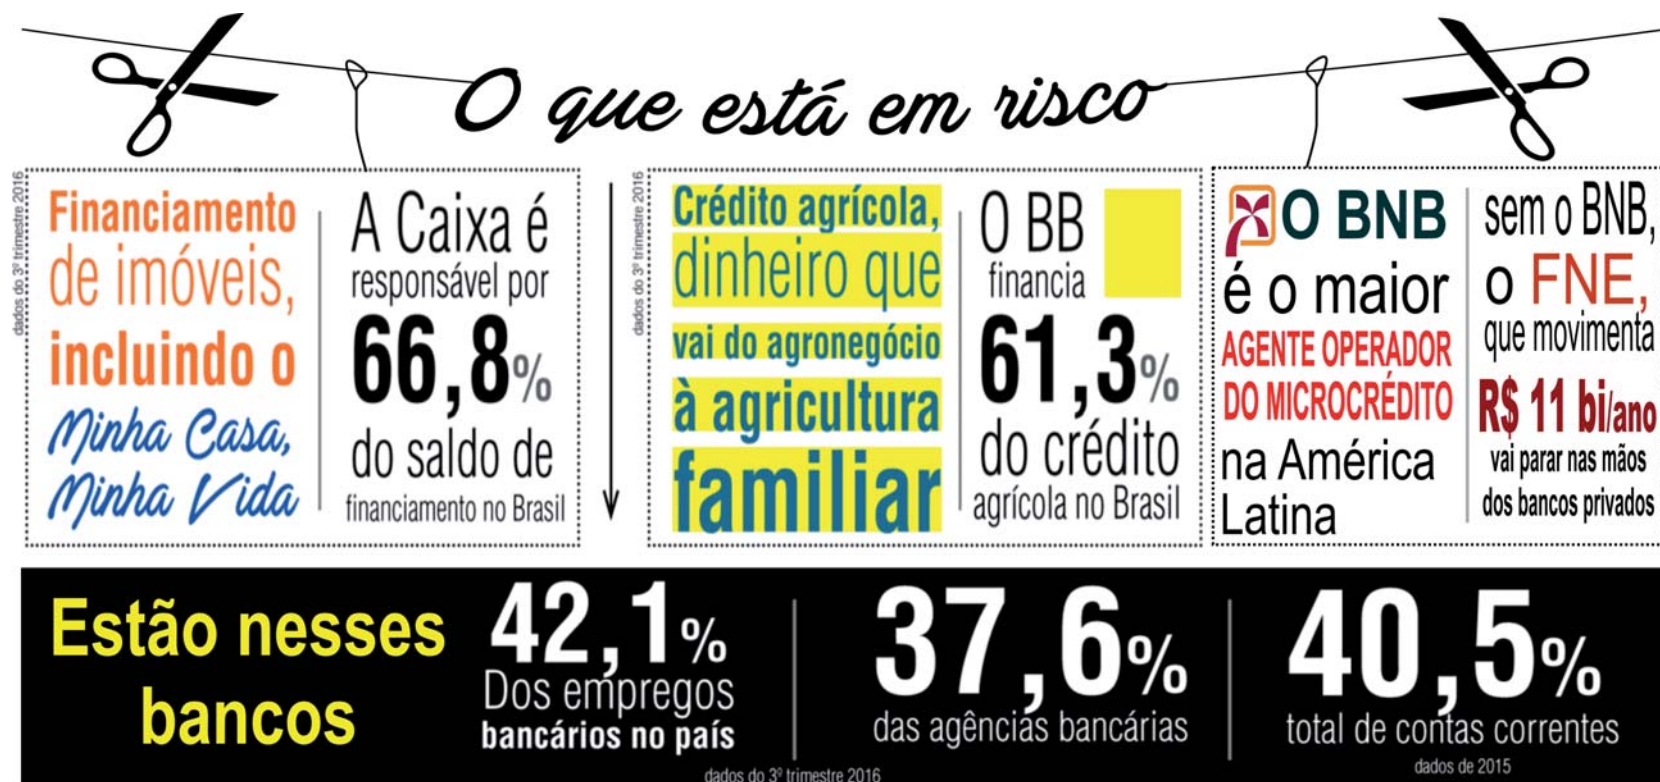 O que está em risco
dados do 3º trimestre 2016
Financiamento
de imóveis,
incluindo o
Minha Casa,
Minha Vida
A Caixa é
responsável por
66,8%
do saldo de
financiamento no Brasil
dados do 3º trimestre 2016
Crédito agrícola,
dinheiro que
vai do agronegócio
à agricultura
familiar
O BB
financia
61,3%
do crédito
agrícola no Brasil
O BNB
é o maior
AGENTE OPERADOR
DO MICROCRÉDITO
na América
Latina
sem o BNB,
o FNE,
que movimenta
R$ 11 bi/ano
vai parar nas mãos
dos bancos privados
Estão nesses
bancos
42,1%
Dos empregos
bancários no país
37,6%
das agências bancárias
40,5%
total de contas correntes
dados do 3º trimestre 2016
dados de 2015